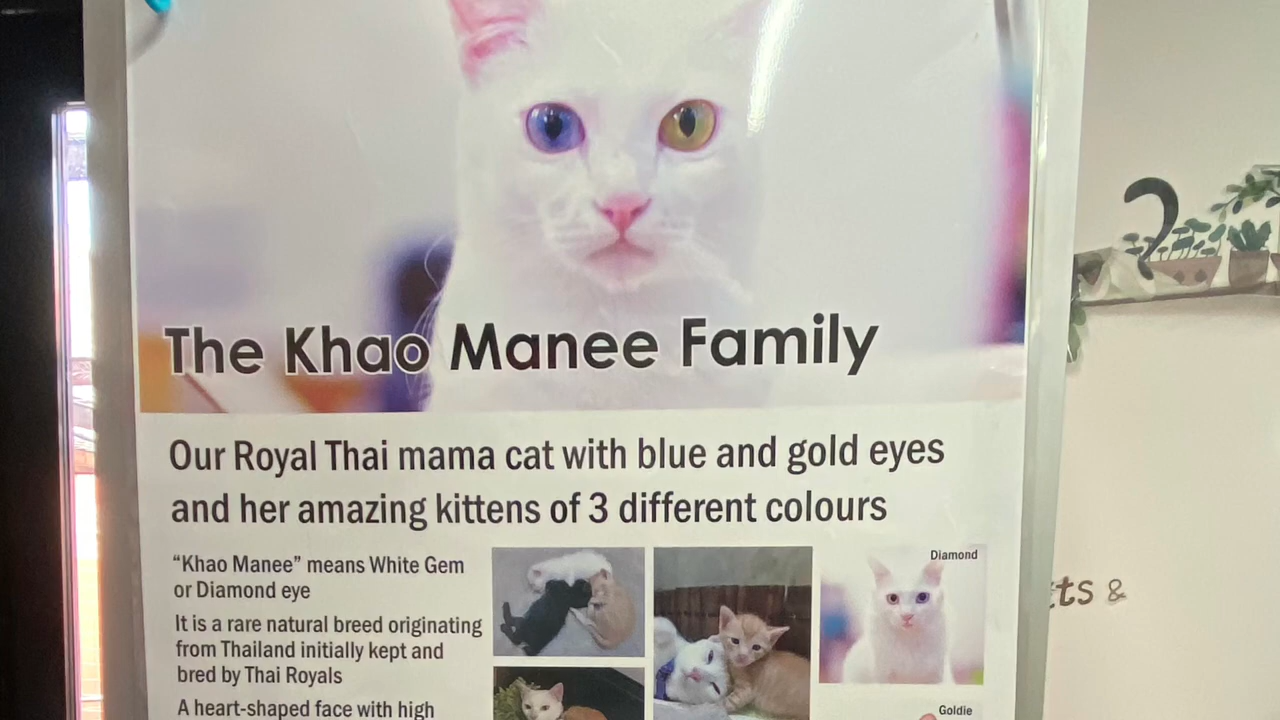 The Khao Manee Family
Our Royal Thai mama cat with blue and gold eyes
and her amazing kittens of 3 different colours
“Khao Manee” means White Gem
or Diamond eye
It is a rare natural breed originating
from Thailand initially kept and
bred by Thai Royals
A heart-shaped face with high
Diamond
Goldie
&